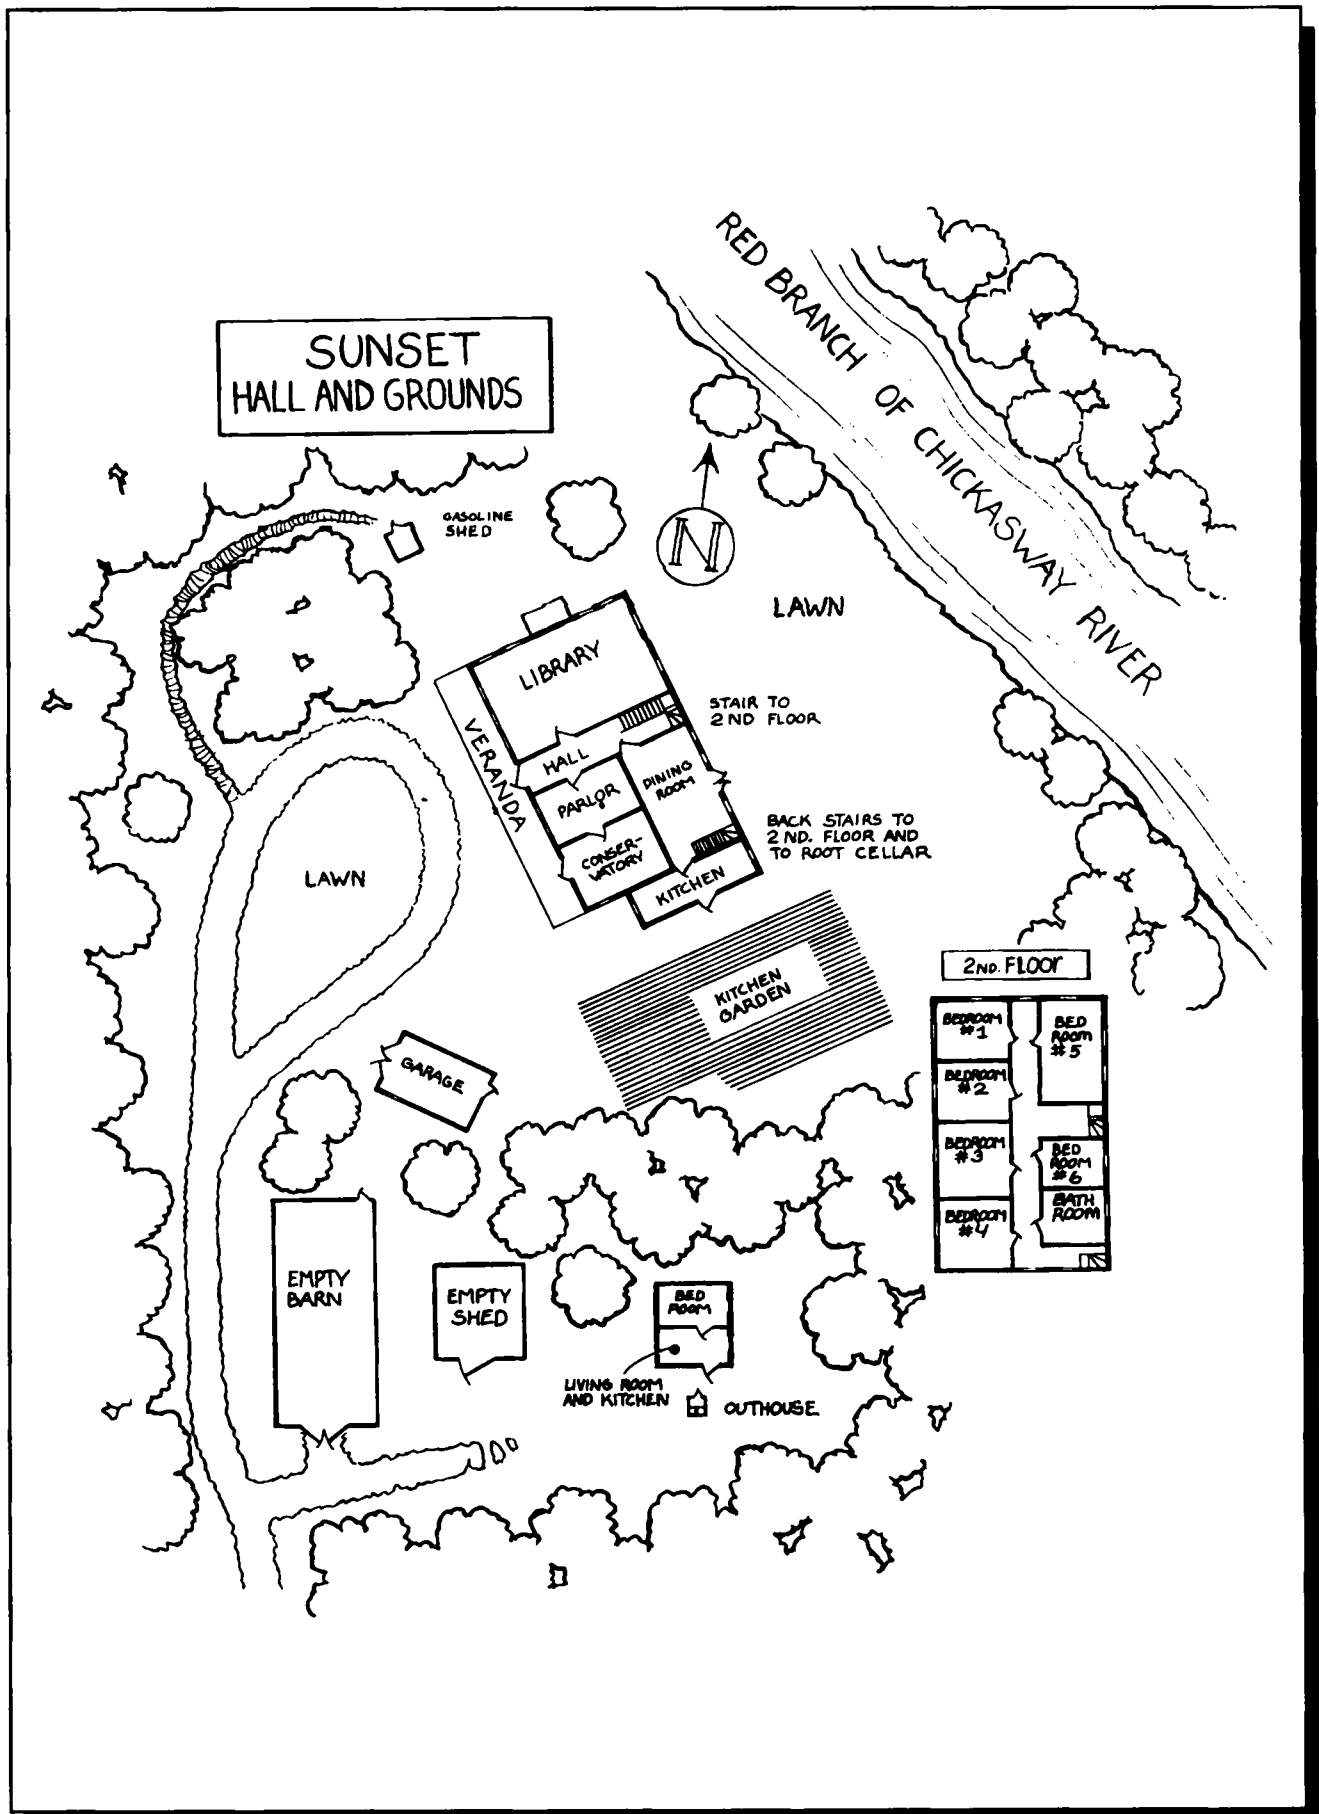 RED BRANCH OF CHICKASWAY RIVER
SUNSET
HALL AND GROUNDS
GASOLINE
SHED
N
LAWN
LIBRARY
STAIR TO
2ND FLOOR
VERANDA
HALL
DINING
ROOM
PARLOR
BACK STAIRS TO
2ND. FLOOR AND
TO ROOT CELLAR
CONSER-
VATORY
KITCHEN
LAWN
KITCHEN
GARDEN
2ND. FLOOR
BEDROOM
#1
BED
ROOM
#5
BEDROOM
#2
BEDROOM
#3
BED
ROOM
#6
BEDROOM
#4
BATH
ROOM
GARAGE
EMPTY
BARN
EMPTY
SHED
BED
ROOM
LIVING ROOM
AND KITCHEN
OUTHOUSE